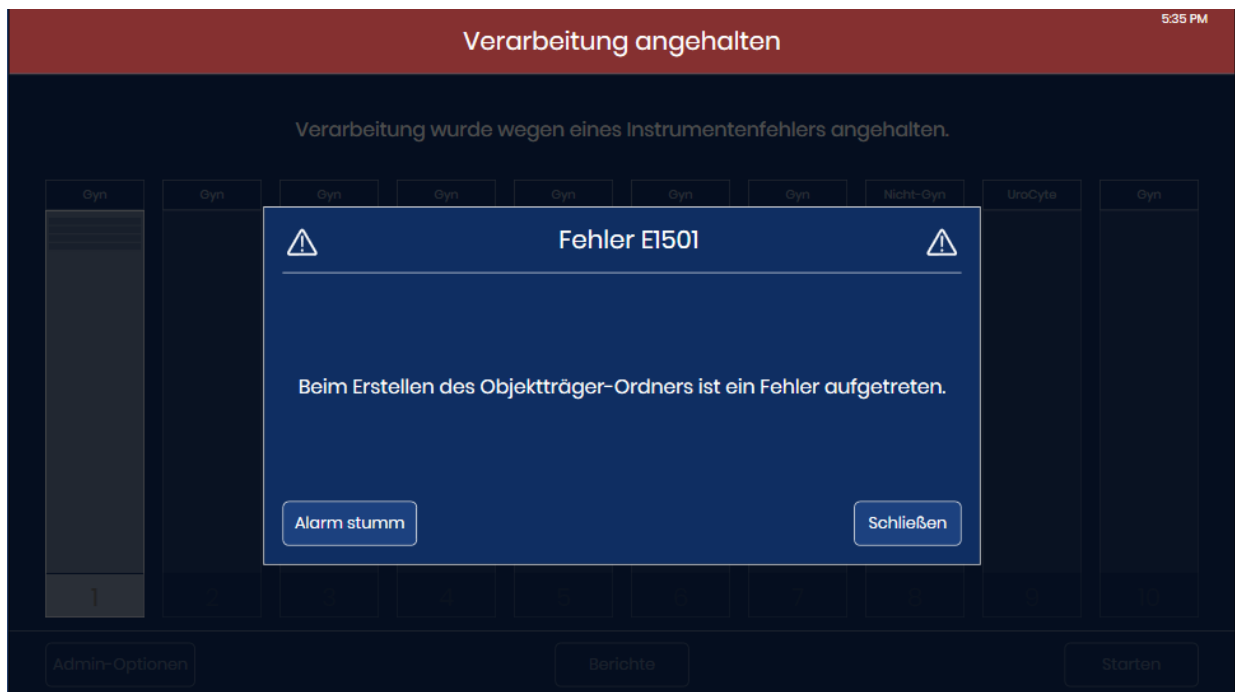 5:35 PM
Verarbeitung angehalten
Verarbeitung wurde wegen eines Instrumentenfehlers angehalten.
Gyn Gyn Gyn Gyn Gyn Gyn Gyn Nicht-Gyn UroCyte Gyn
Fehler E1501
Beim Erstellen des Objektträger-Ordners ist ein Fehler aufgetreten.
Alarm stumm Schließen
1 2 3 4 5 6 7 8 9 10
Admin-Optionen Berichte Starten